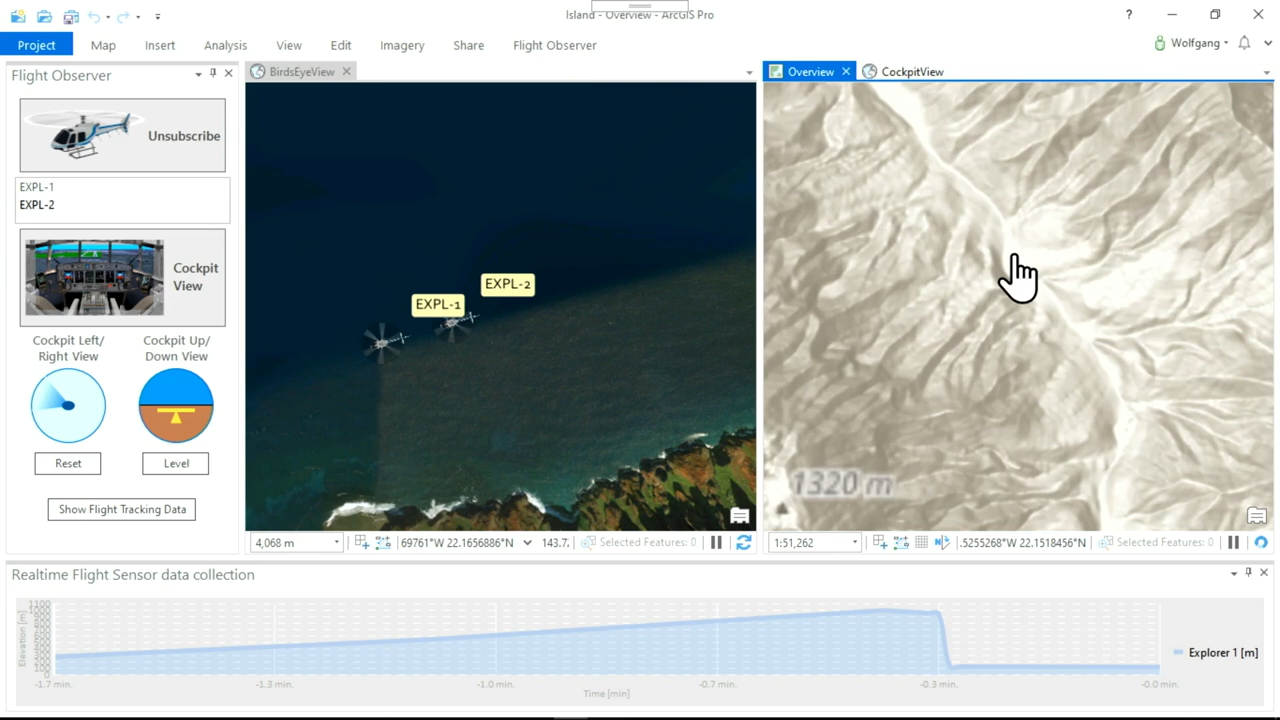 Island - Overview - ArcGIS Pro
?
Project Map Insert Analysis View Edit Imagery Share Flight Observer
Wolfgang
Flight Observer
Unsubscribe
EXPL-1
EXPL-2
Cockpit
View
Cockpit Left/
Right View
Cockpit Up/
Down View
Reset
Level
Show Flight Tracking Data
BirdsEyeView
EXPL-1
EXPL-2
4,068 m
69761°W 22.1656886°N
143.7
Selected Features: 0
Overview
CockpitView
1320 m
1:51,262
.5255268°W 22.1518456°N
Selected Features: 0
Realtime Flight Sensor data collection
Elevation [m]
1100
100
-1.7 min. -1.3 min. -1.0 min. -0.7 min. -0.3 min. -0.0 min.
Time [min]
Explorer 1 [m]